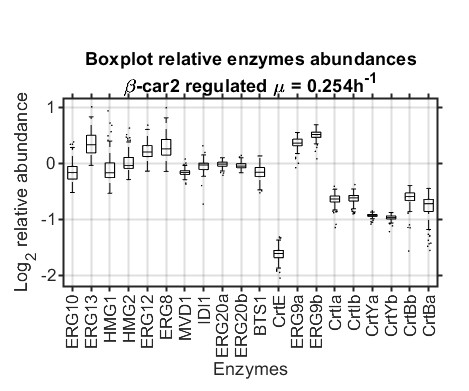 Boxplot relative enzymes abundances
β-car2 regulated μ = 0.254h⁻¹
Log₂ relative abundance
1
0
-1
-2
ERG10
ERG13
HMG1
HMG2
ERG12
ERG8
MVD1
IDI1
ERG20a
ERG20b
BTS1
CrtE
ERG9a
ERG9b
CrtIa
CrtIb
CrtYa
CrtYb
CrtBb
CrtBa
Enzymes